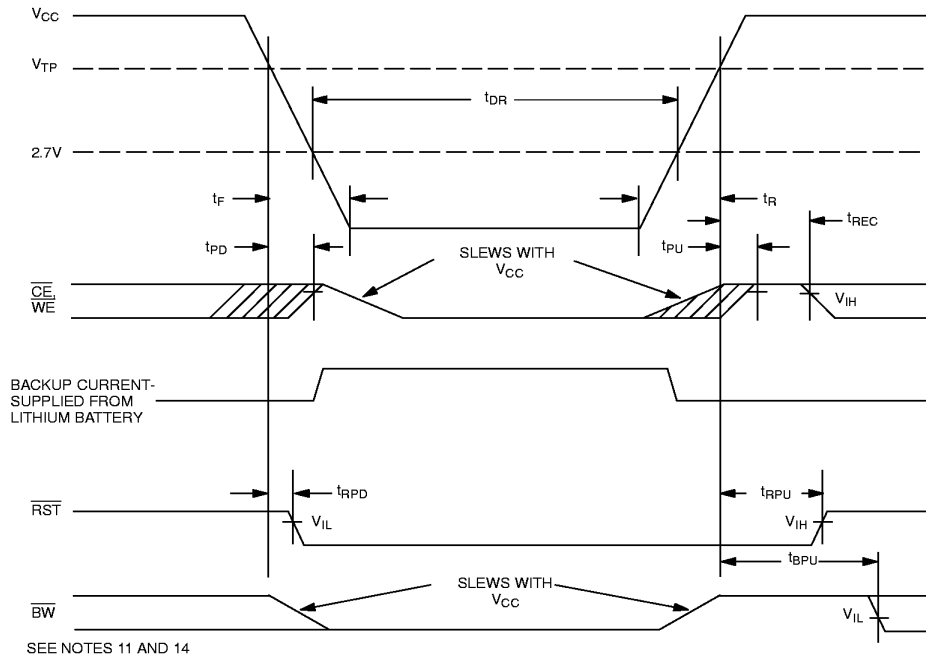 VCC
VTP
tDR
2.7V
tF
tR
tREC
tPD
SLEWS WITH
VCC
tPU
CE,
WE
VIH
BACKUP CURRENT-
SUPPLIED FROM
LITHIUM BATTERY
tRPD
tRPU
RST
VIL
VIH
tBPU
SLEWS WITH
VCC
BW
VIL
SEE NOTES 11 AND 14